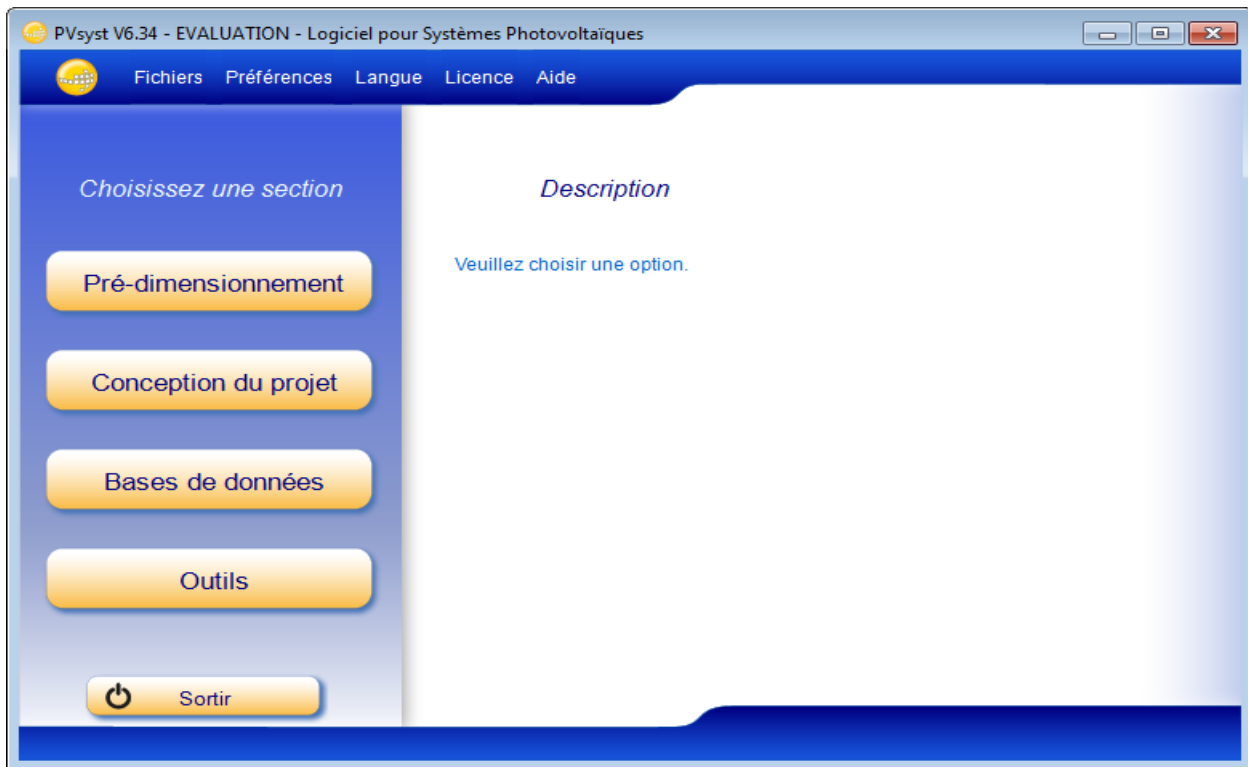 PVsyst V6.34 - EVALUATION - Logiciel pour Systèmes Photovoltaïques
Fichiers Préférences Langue Licence Aide
Choisissez une section
Pré-dimensionnement
Conception du projet
Bases de données
Outils
Sortir
Description
Veuillez choisir une option.